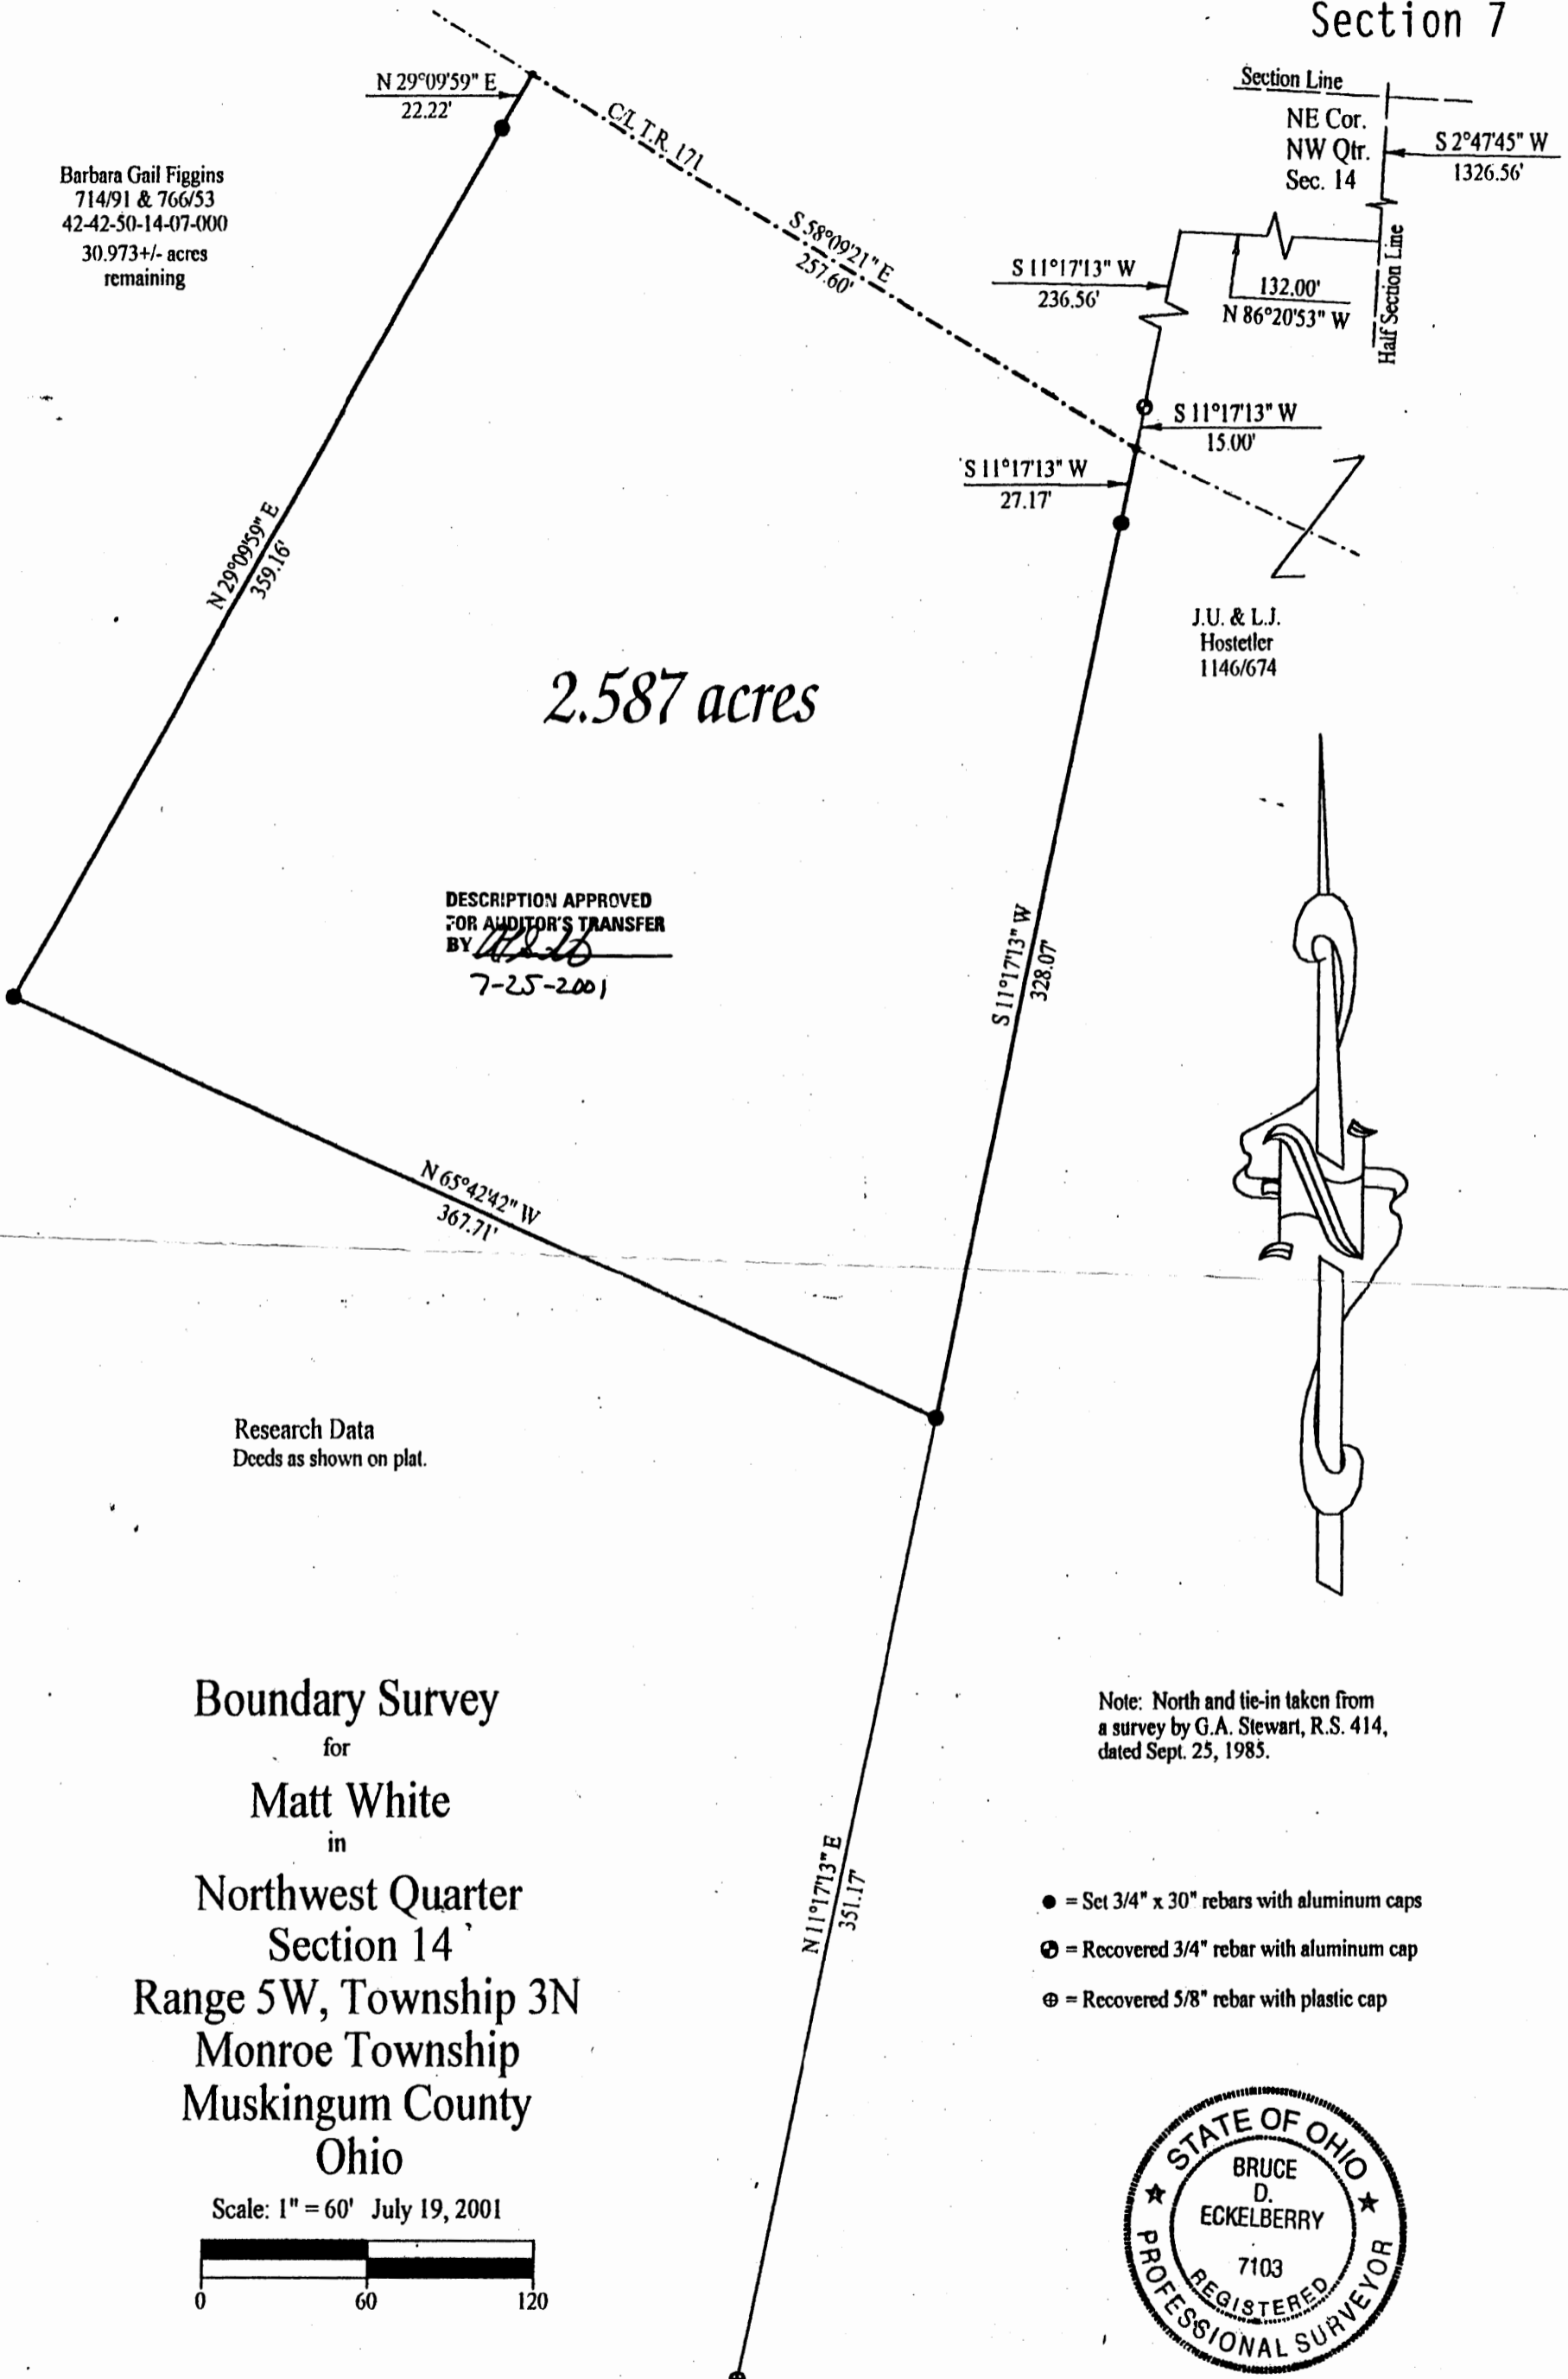 Section 7
Section Line
NE Cor.
NW Qtr.
Sec. 14
S 2°47'45" W
1326.56'
Half Section Line
N 29°09'59" E
22.22'
C/L T.R. 171
Barbara Gail Figgins
714/91 & 766/53
42-42-50-14-07-000
30.973+/- acres
remaining
S 58°09'21" E
257.60'
S 11°17'13" W
236.56'
132.00'
N 86°20'53" W
S 11°17'13" W
15.00'
S 11°17'13" W
27.17'
N 29°09'59" E
359.16'
J.U. & L.J.
Hostetler
1146/674
2.587 acres
DESCRIPTION APPROVED
FOR AUDITOR'S TRANSFER
BY
7-25-2001
S 11°17'13" W
328.07'
N 65°42'42" W
367.71'
N
Research Data
Deeds as shown on plat.
Boundary Survey
for
Matt White
in
Northwest Quarter
Section 14
Range 5W, Township 3N
Monroe Township
Muskingum County
Ohio
Scale: 1" = 60' July 19, 2001
0 60 120
N 11°17'13" E
351.17'
Note: North and tie-in taken from
a survey by G.A. Stewart, R.S. 414,
dated Sept. 25, 1985.
= Set 3/4" x 30" rebars with aluminum caps
= Recovered 3/4" rebar with aluminum cap
= Recovered 5/8" rebar with plastic cap
STATE OF OHIO
BRUCE
D.
ECKELBERRY
7103
REGISTERED
PROFESSIONAL SURVEYOR